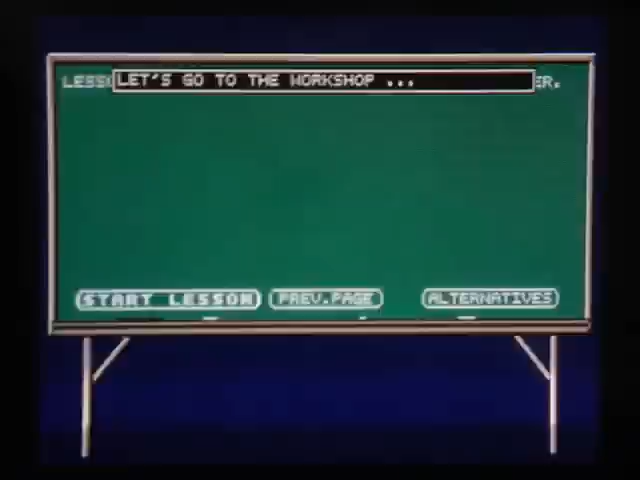 LET'S GO TO THE WORKSHOP ...
START LESSON PREV.PAGE ALTERNATIVES